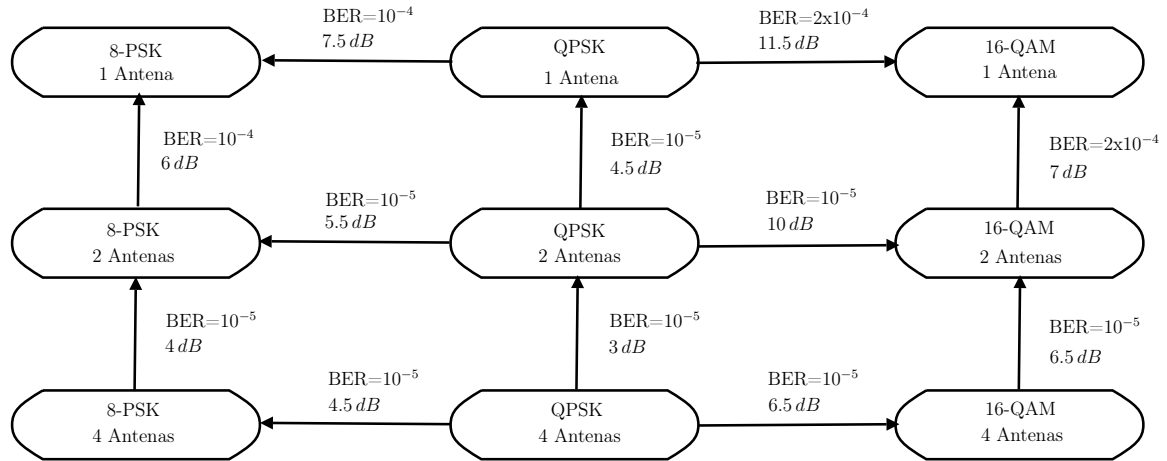 BER=10⁻⁴
7.5 dB
BER=2x10⁻⁴
11.5 dB
8-PSK
1 Antena
QPSK
1 Antena
16-QAM
1 Antena
BER=10⁻⁴
6 dB
BER=10⁻⁵
4.5 dB
BER=2x10⁻⁴
7 dB
BER=10⁻⁵
5.5 dB
BER=10⁻⁵
10 dB
8-PSK
2 Antenas
QPSK
2 Antenas
16-QAM
2 Antenas
BER=10⁻⁵
4 dB
BER=10⁻⁵
3 dB
BER=10⁻⁵
6.5 dB
BER=10⁻⁵
4.5 dB
BER=10⁻⁵
6.5 dB
8-PSK
4 Antenas
QPSK
4 Antenas
16-QAM
4 Antenas